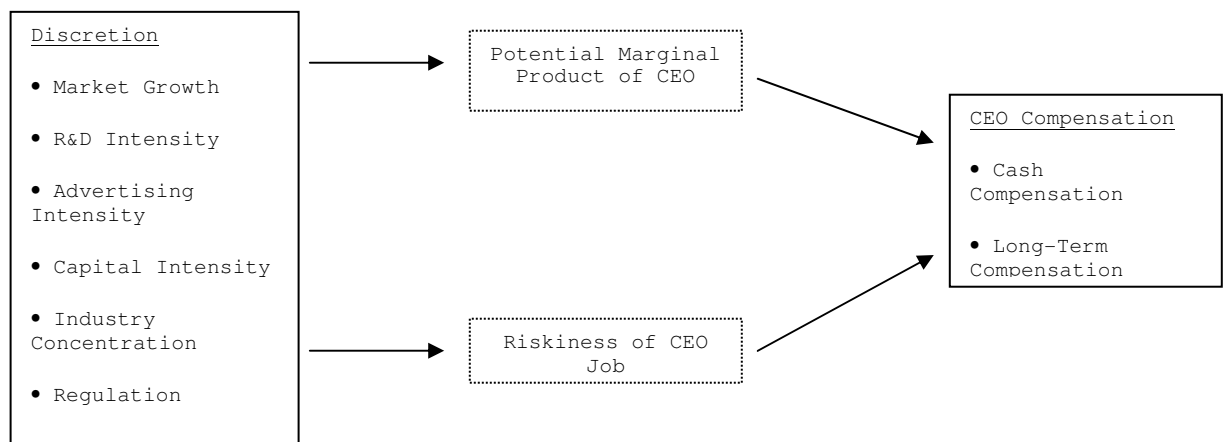 Discretion
• Market Growth
• R&D Intensity
• Advertising
Intensity
• Capital Intensity
• Industry
Concentration
• Regulation
Potential Marginal
Product of CEO
Riskiness of CEO
Job
CEO Compensation
• Cash
Compensation
• Long-Term
Compensation